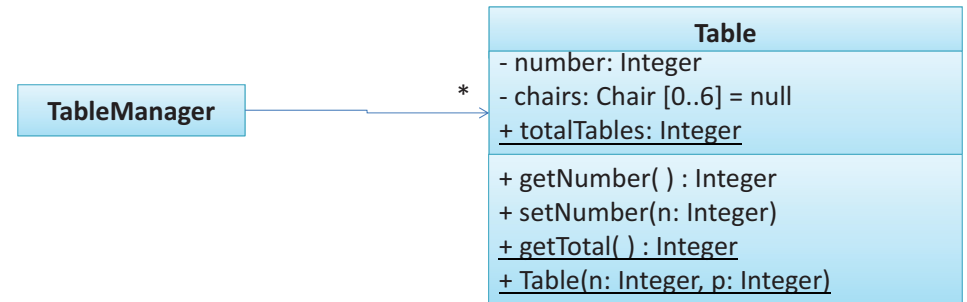 Table
- number: Integer
- chairs: Chair [0..6] = null
+ totalTables: Integer
TableManager
*
+ getNumber( ) : Integer
+ setNumber(n: Integer)
+ getTotal( ) : Integer
+ Table(n: Integer, p: Integer)